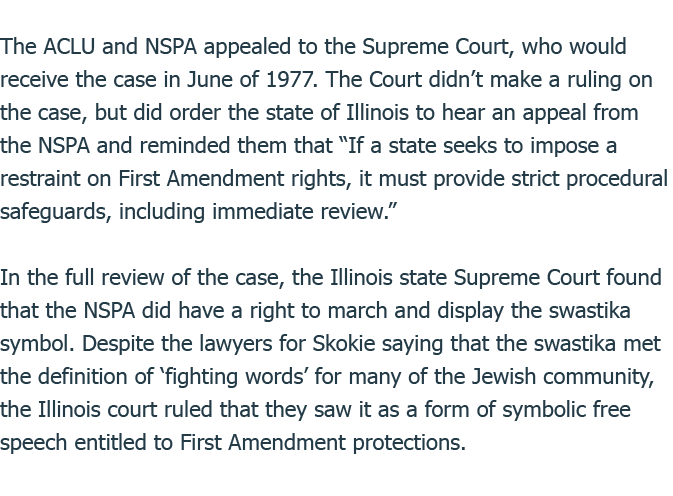 The ACLU and NSPA appealed to the Supreme Court, who would
receive the case in June of 1977. The Court didn’t make a ruling on
the case, but did order the state of Illinois to hear an appeal from
the NSPA and reminded them that “If a state seeks to impose a
restraint on First Amendment rights, it must provide strict procedural
safeguards, including immediate review.”
In the full review of the case, the Illinois state Supreme Court found
that the NSPA did have a right to march and display the swastika
symbol. Despite the lawyers for Skokie saying that the swastika met
the definition of ‘fighting words’ for many of the Jewish community,
the Illinois court ruled that they saw it as a form of symbolic free
speech entitled to First Amendment protections.